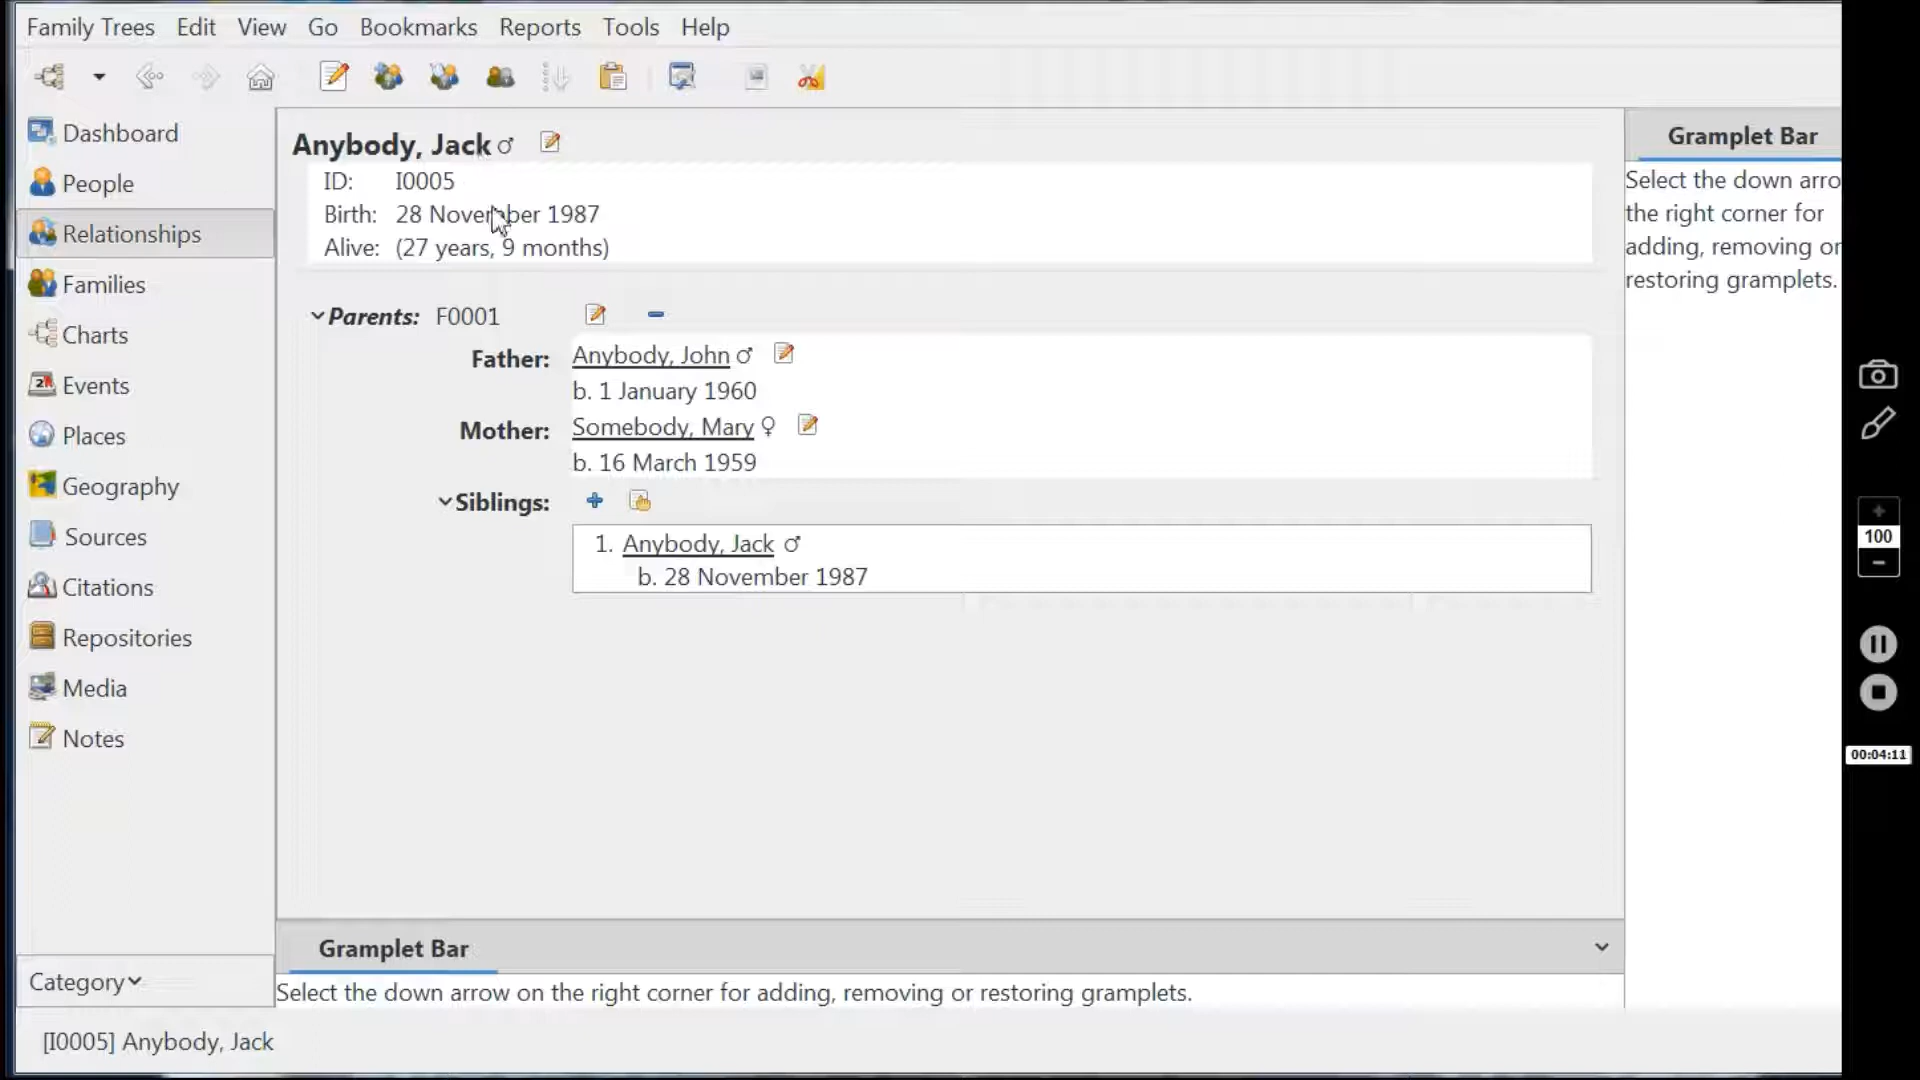 Family Trees Edit View Go Bookmarks Reports Tools Help
Dashboard
People
Relationships
Families
Charts
Events
Places
Geography
Sources
Citations
Repositories
Media
Notes
Category
Anybody, Jack ♂
ID: I0005
Birth: 28 November 1987
Alive: (27 years, 9 months)
Parents: F0001
Father: Anybody, John ♂
b. 1 January 1960
Mother: Somebody, Mary ♀
b. 16 March 1959
Siblings:
1. Anybody, Jack ♂
b. 28 November 1987
Gramplet Bar
Select the down arrow on the right corner for adding, removing or restoring gramplets.
Gramplet Bar
Select the down arro
the right corner for
adding, removing or
restoring gramplets.
[I0005] Anybody, Jack
100
00:04:11